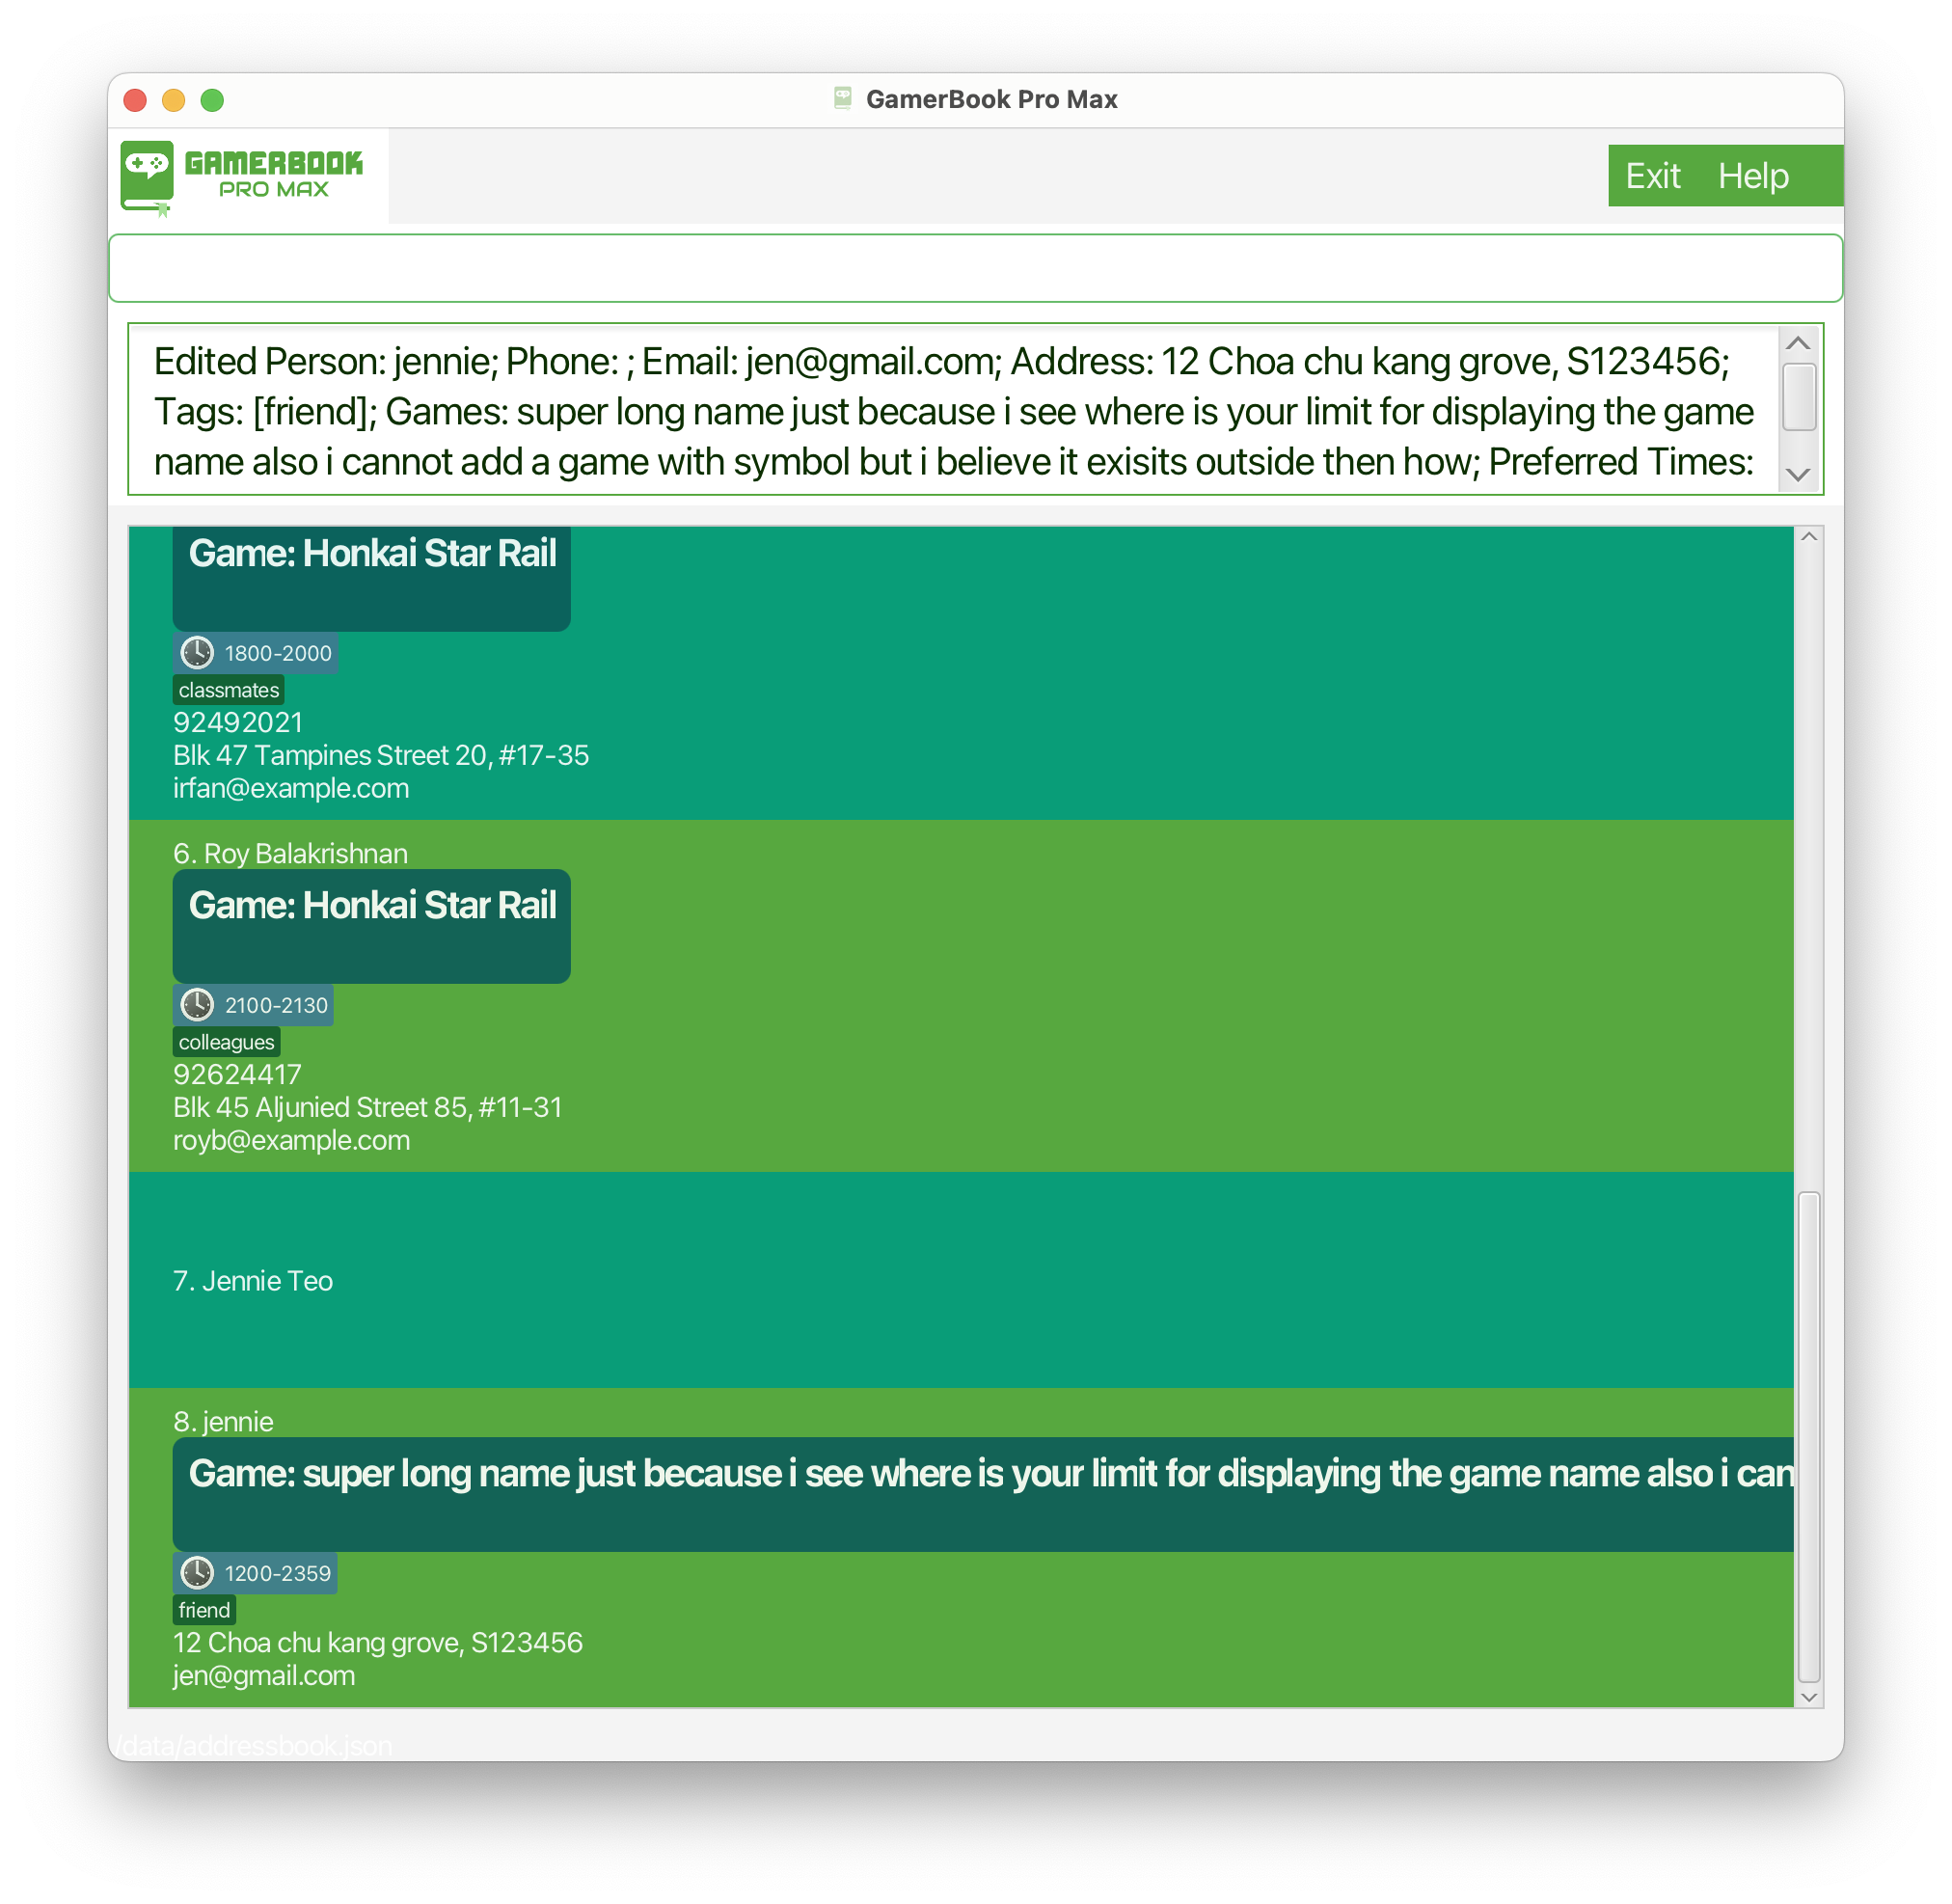 GamerBook Pro Max
GAMERBOOK
PRO MAX
Exit Help
Edited Person: jennie; Phone: ; Email: jen@gmail.com; Address: 12 Choa chu kang grove, S123456;
Tags: [friend]; Games: super long name just because i see where is your limit for displaying the game
name also i cannot add a game with symbol but i believe it exisits outside then how; Preferred Times:
Game: Honkai Star Rail
1800-2000
classmates
92492021
Blk 47 Tampines Street 20, #17-35
irfan@example.com
6. Roy Balakrishnan
Game: Honkai Star Rail
2100-2130
colleagues
92624417
Blk 45 Aljunied Street 85, #11-31
royb@example.com
7. Jennie Teo
8. jennie
Game: super long name just because i see where is your limit for displaying the game name also i can
1200-2359
friend
12 Choa chu kang grove, S123456
jen@gmail.com
/data/addressbook.json